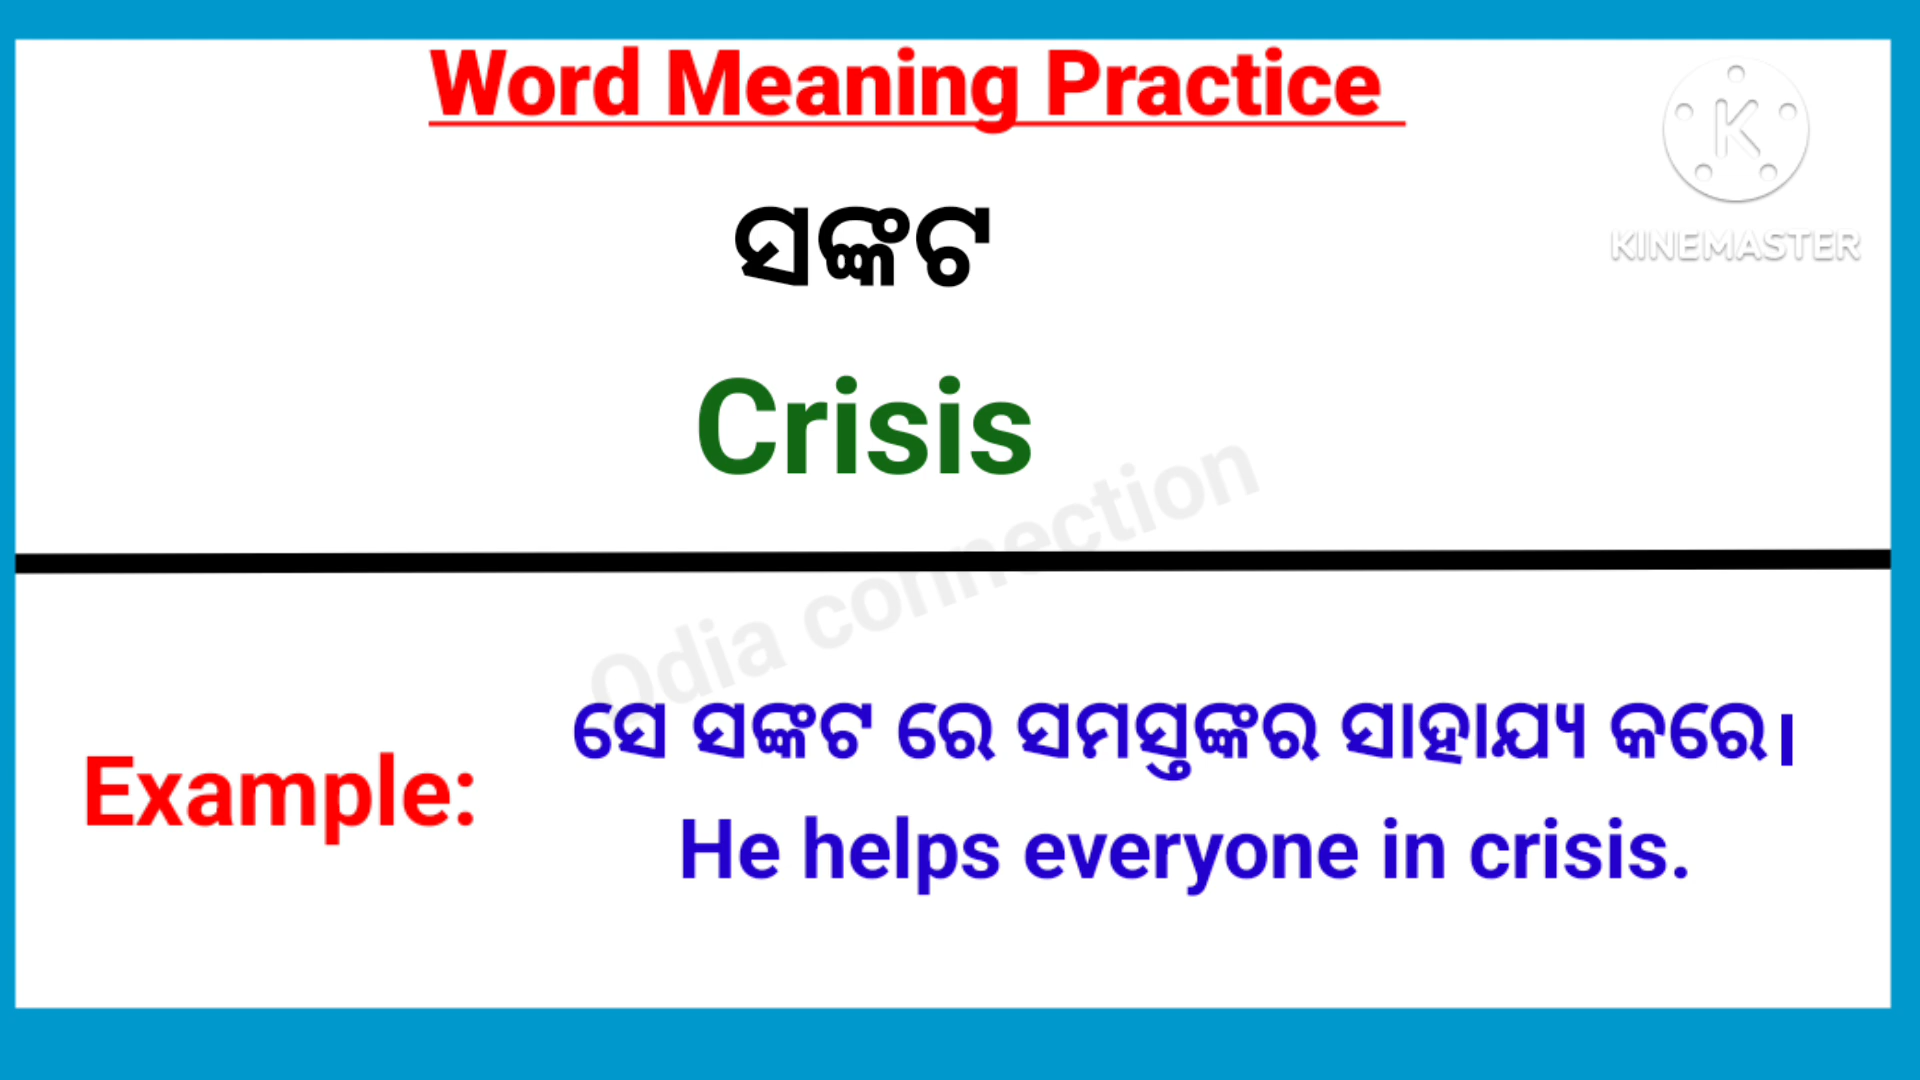 Word Meaning Practice
KINEMASTER
ସଙ୍କଟ
Crisis
Odia connection
Example:
ସେ ସଙ୍କଟ ରେ ସମସ୍ତଙ୍କର ସାହାଯ୍ୟ କରେ।
He helps everyone in crisis.